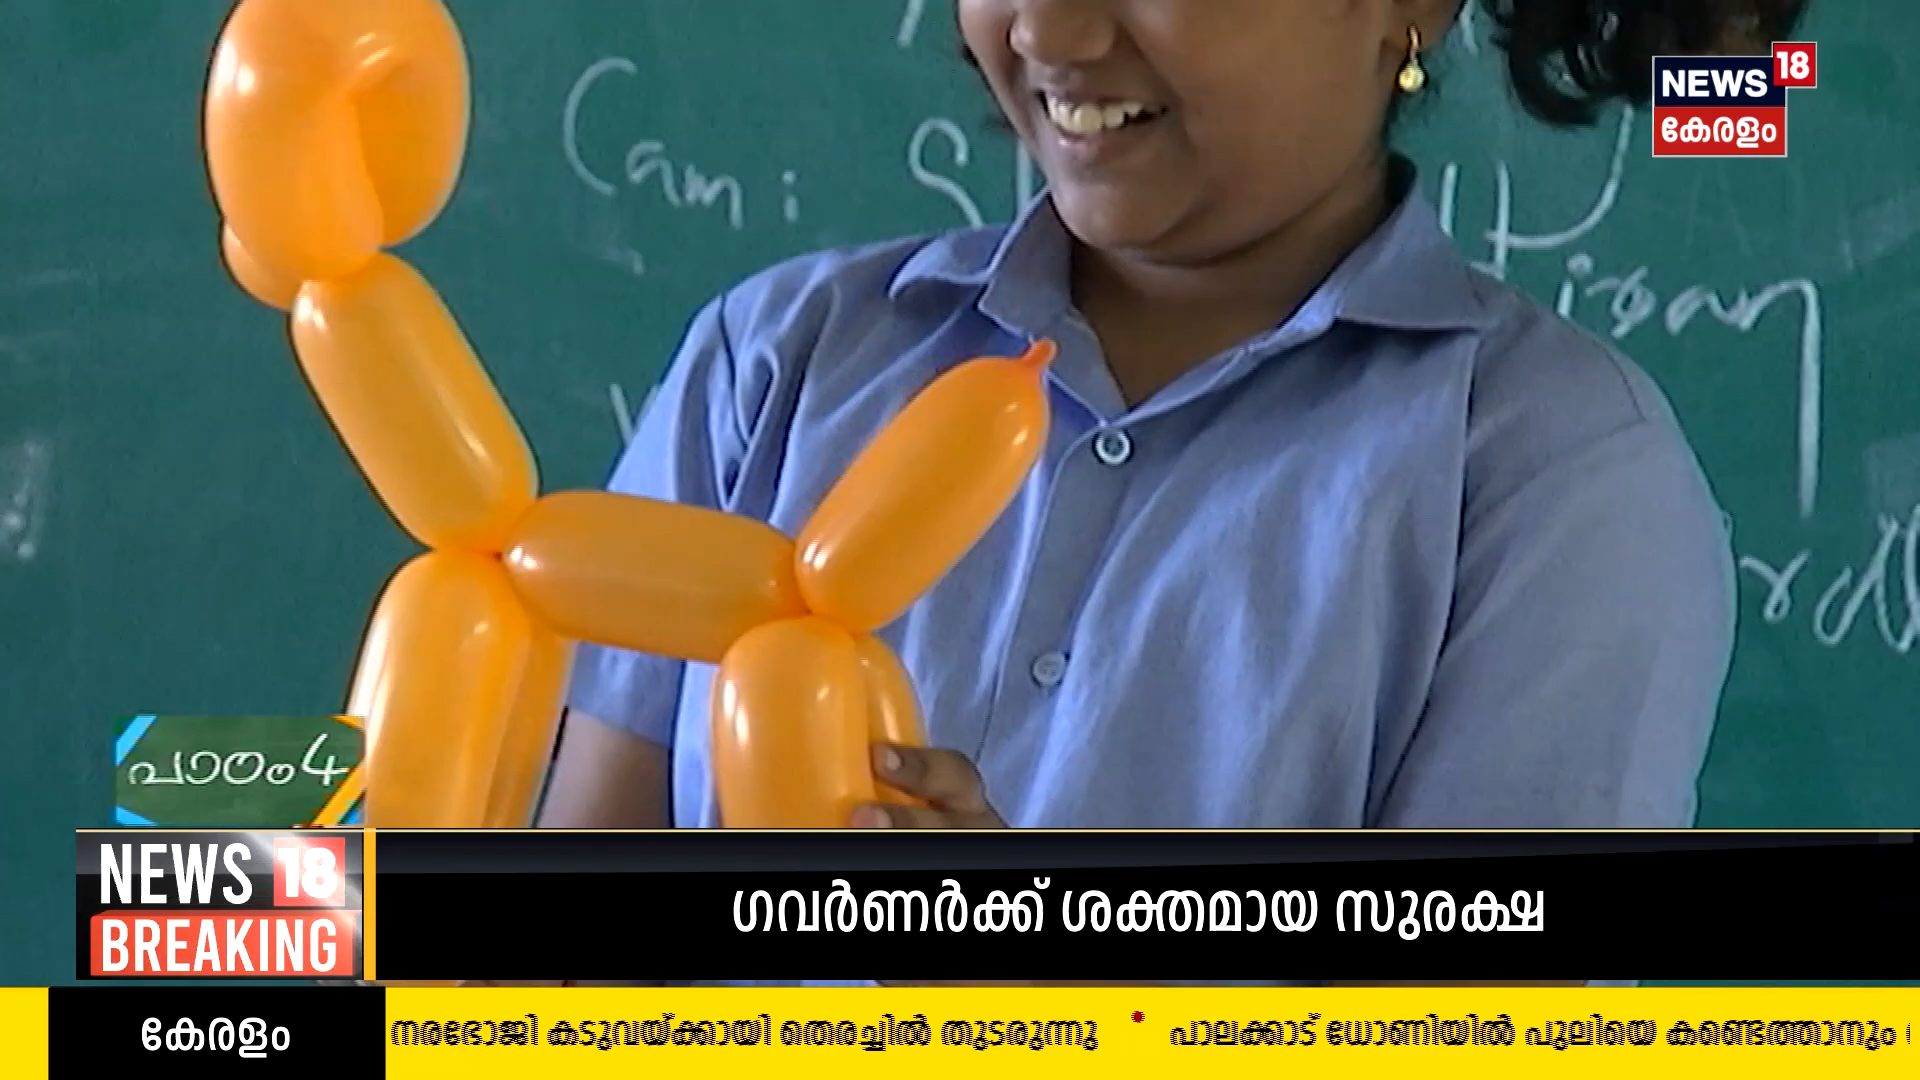 NEWS 18
കേരളം
Cam i
പാഠം 4
NEWS 18
BREAKING
ഗവർണർക്ക് ശക്തമായ സുരക്ഷ
കേരളം
നരഭോജി കടുവയ്ക്കായി തെരച്ചിൽ തുടരുന്നു • പാലക്കാട് ധോണിയിൽ പുലിയെ കണ്ടെത്താനും